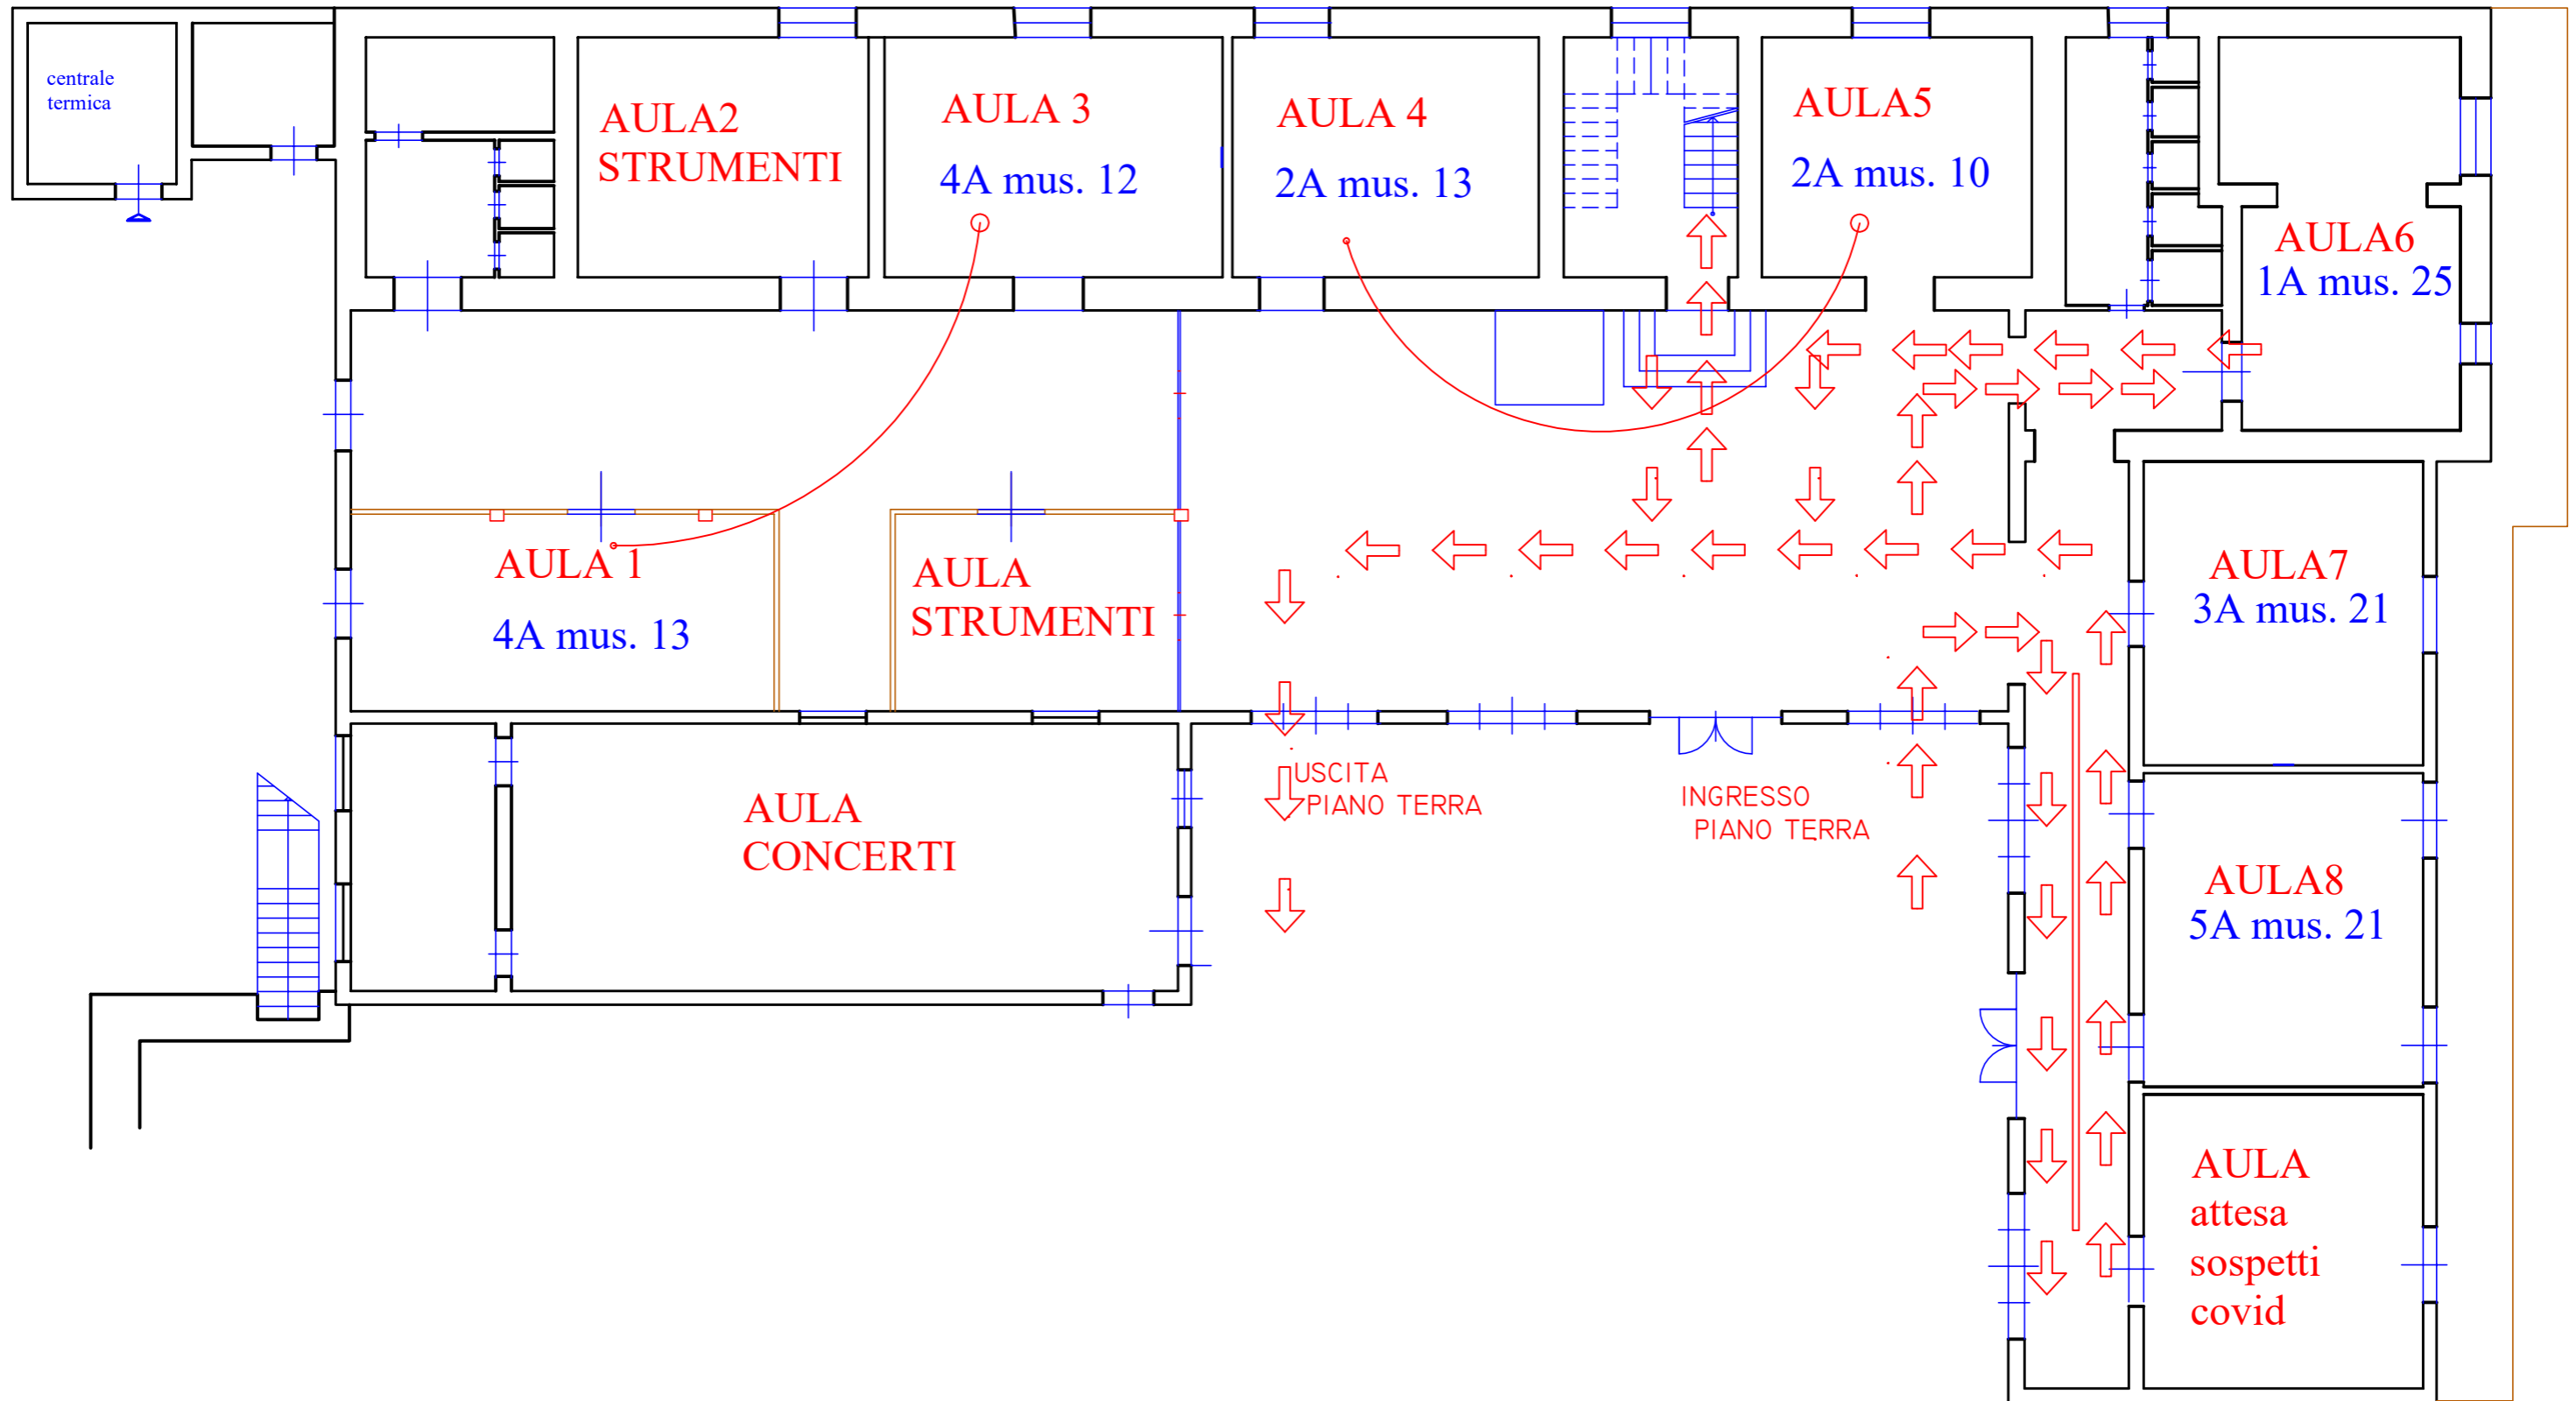 centrale
termica
AULA2
STRUMENTI
AULA 3
4A mus. 12
AULA 4
2A mus. 13
AULA5
2A mus. 10
AULA6
1A mus. 25
AULA 1
4A mus. 13
AULA
STRUMENTI
AULA7
3A mus. 21
AULA
CONCERTI
USCITA
PIANO TERRA
INGRESSO
PIANO TERRA
AULA8
5A mus. 21
AULA
attesa
sospetti
covid